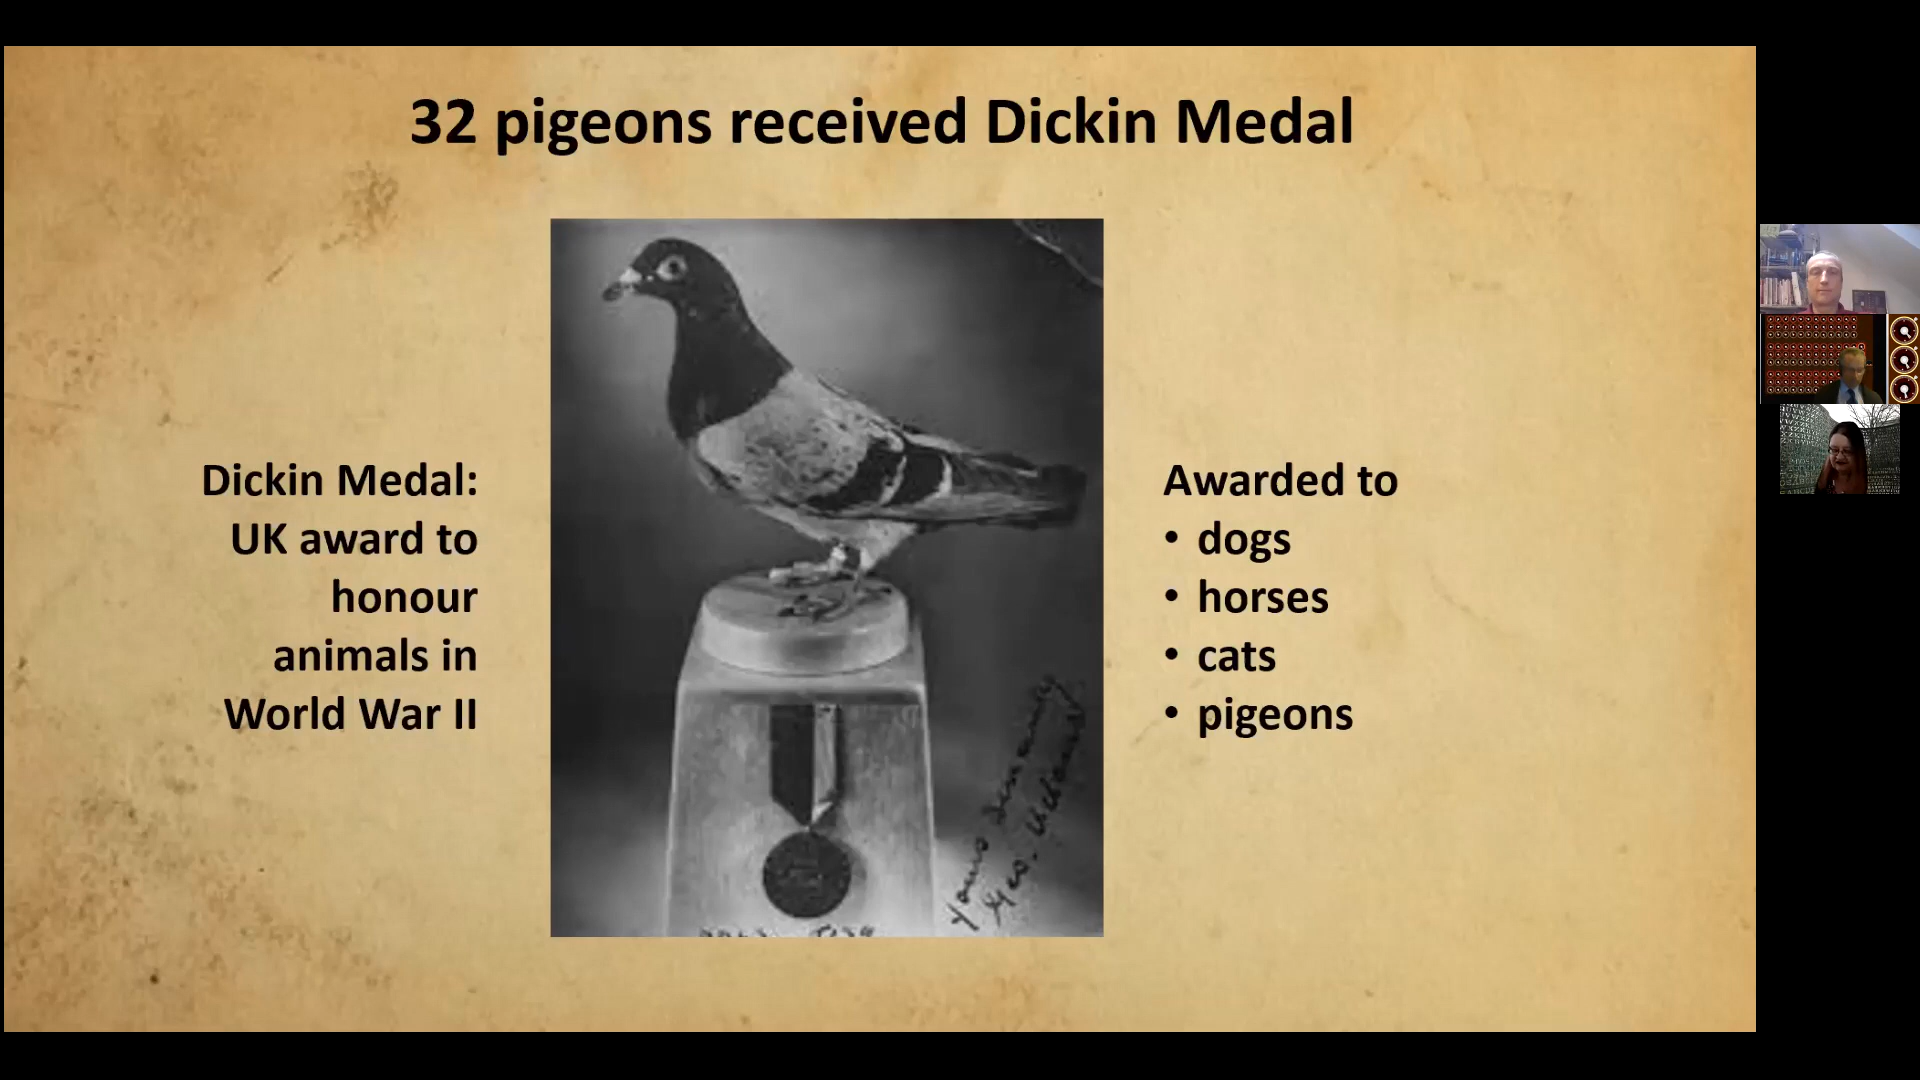 32 pigeons received Dickin Medal
Dickin Medal:
UK award to
honour
animals in
World War II
Awarded to
• dogs
• horses
• cats
• pigeons